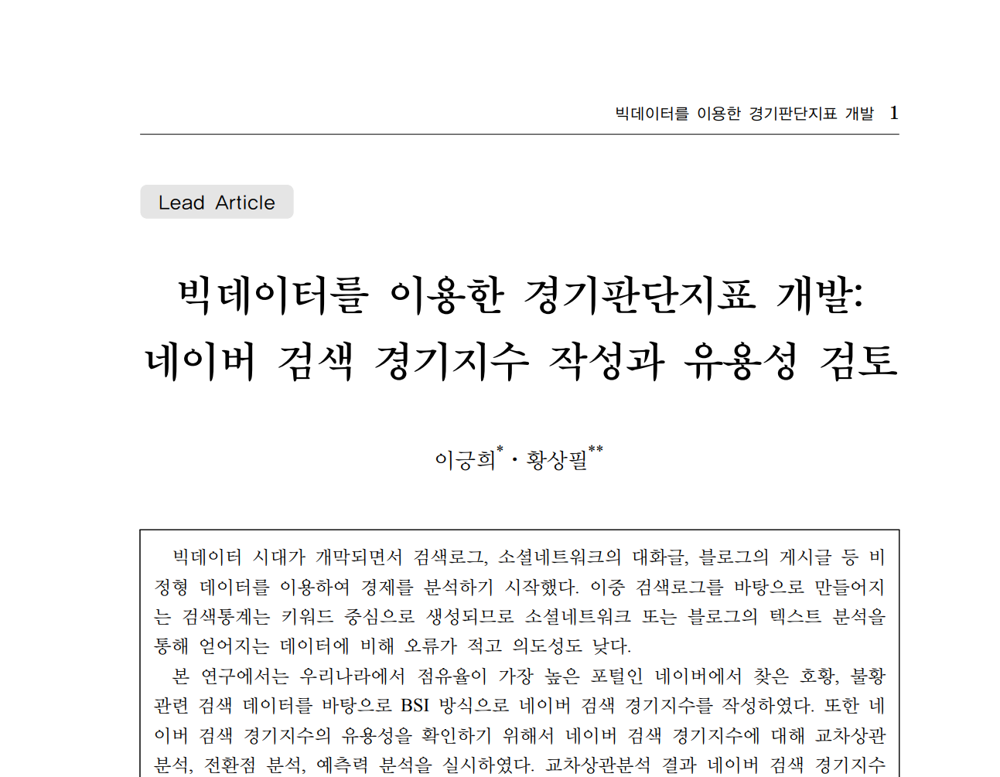 빅데이터를 이용한 경기판단지표 개발 1
Lead Article
빅데이터를 이용한 경기판단지표 개발:
네이버 검색 경기지수 작성과 유용성 검토
이긍희*·황상필**
빅데이터 시대가 개막되면서 검색로그, 소셜네트워크의 대화글, 블로그의 게시글 등 비
정형 데이터를 이용하여 경제를 분석하기 시작했다. 이중 검색로그를 바탕으로 만들어지
는 검색통계는 키워드 중심으로 생성되므로 소셜네트워크 또는 블로그의 텍스트 분석을
통해 얻어지는 데이터에 비해 오류가 적고 의도성도 낮다.
본 연구에서는 우리나라에서 점유율이 가장 높은 포털인 네이버에서 찾은 호황, 불황
관련 검색 데이터를 바탕으로 BSI 방식으로 네이버 검색 경기지수를 작성하였다. 또한 네
이버 검색 경기지수의 유용성을 확인하기 위해서 네이버 검색 경기지수에 대해 교차상관
분석, 전환점 분석, 예측력 분석을 실시하였다. 교차상관분석 결과 네이버 검색 경기지수